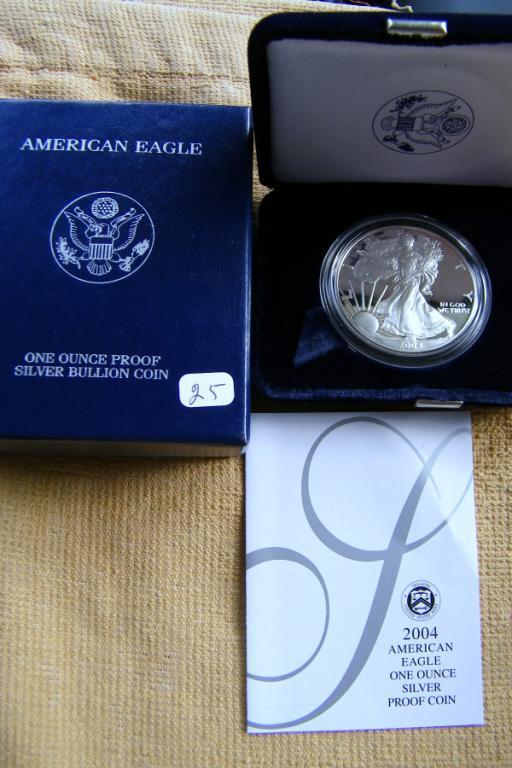 AMERICAN EAGLE
ONE OUNCE PROOF
SILVER BULLION COIN
25
IN GOD
WE TRUST
2004
2004
AMERICAN
EAGLE
ONE OUNCE
SILVER
PROOF COIN